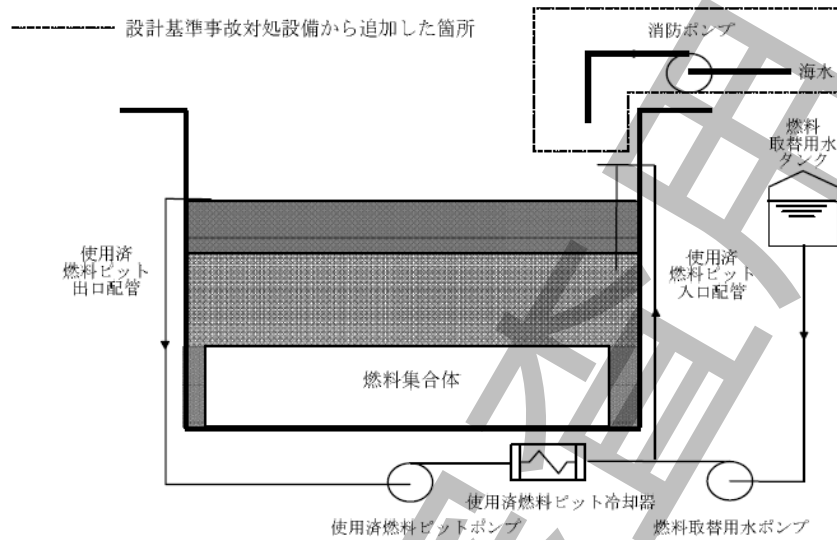 設計基準事故対処設備から追加した箇所
消防ポンプ
海水
燃料
取替用水
タンク
使用済
燃料ピット
出口配管
使用済
燃料ピット
入口配管
燃料集合体
使用済燃料ピット冷却器
使用済燃料ピットポンプ
燃料取替用水ポンプ